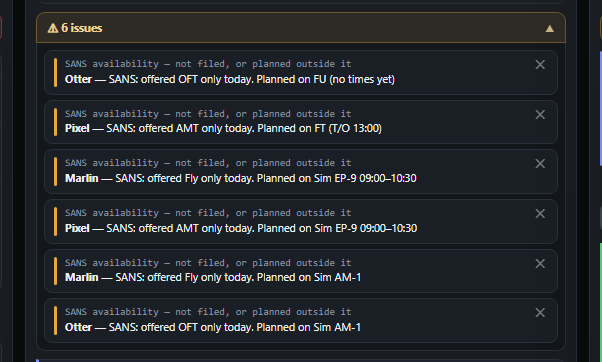 ⚠ 6 issues ▲
SANS availability — not filed, or planned outside it ×
Otter — SANS: offered OFT only today. Planned on FU (no times yet)
SANS availability — not filed, or planned outside it ×
Pixel — SANS: offered AMT only today. Planned on FT (T/O 13:00)
SANS availability — not filed, or planned outside it ×
Marlin — SANS: offered Fly only today. Planned on Sim EP-9 09:00–10:30
SANS availability — not filed, or planned outside it ×
Pixel — SANS: offered AMT only today. Planned on Sim EP-9 09:00–10:30
SANS availability — not filed, or planned outside it ×
Marlin — SANS: offered Fly only today. Planned on Sim AM-1
SANS availability — not filed, or planned outside it ×
Otter — SANS: offered OFT only today. Planned on Sim AM-1